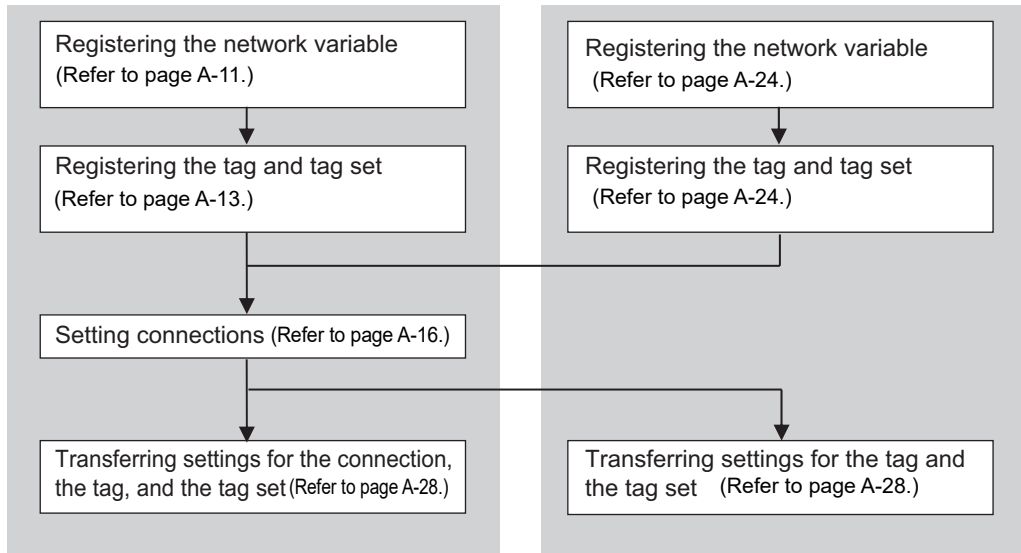 Registering the network variable
(Refer to page A-11.)
Registering the tag and tag set
(Refer to page A-13.)
Setting connections (Refer to page A-16.)
Transferring settings for the connection,
the tag, and the tag set (Refer to page A-28.)
Registering the network variable
(Refer to page A-24.)
Registering the tag and tag set
(Refer to page A-24.)
Transferring settings for the tag and
the tag set (Refer to page A-28.)